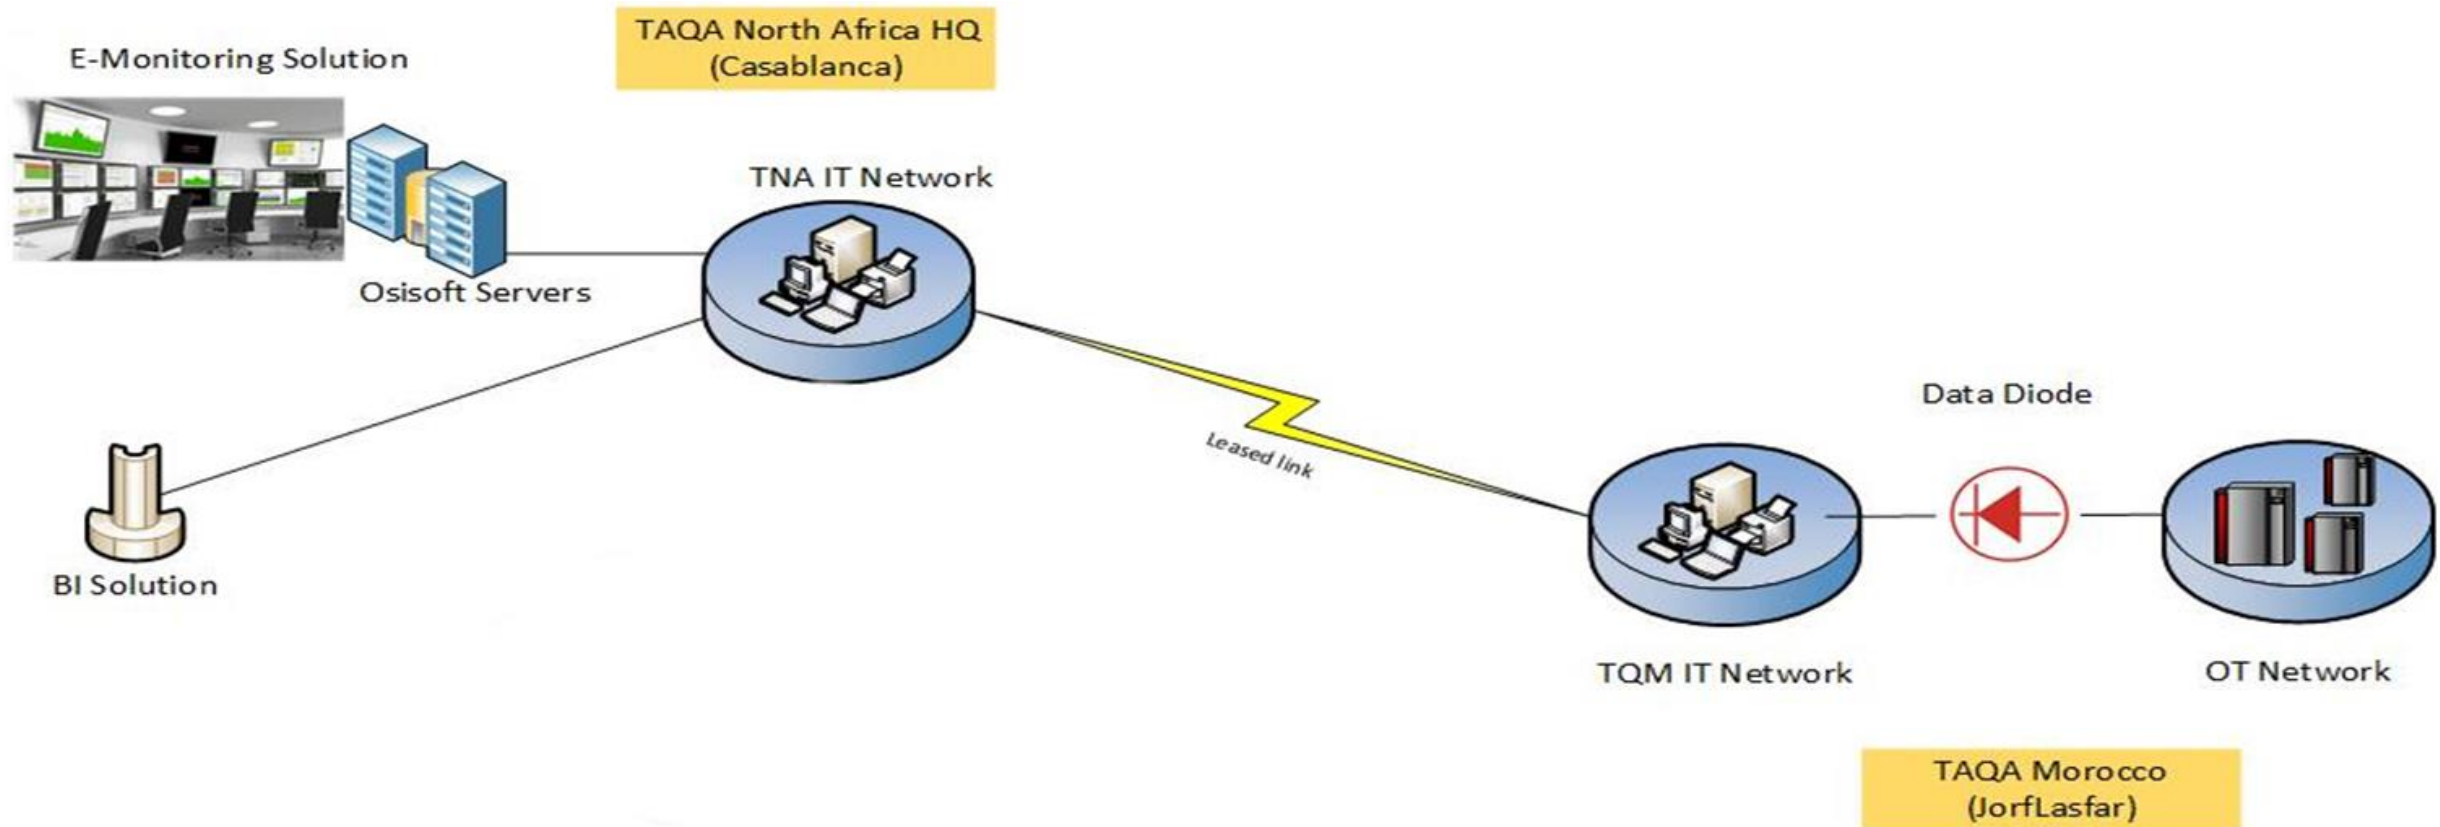 TAQA North Africa HQ
(Casablanca)
E-Monitoring Solution
TNA IT Network
Osisoft Servers
Leased link
Data Diode
BI Solution
TQM IT Network
OT Network
TAQA Morocco
(JorfLasfar)